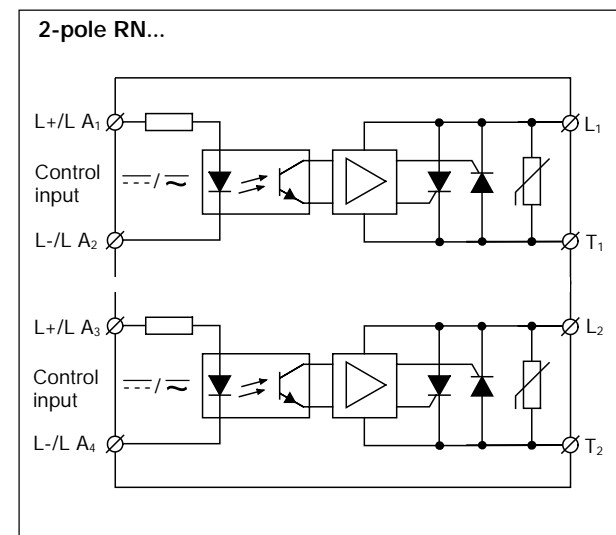 2-pole RN...
L+/L A₁
L₁
Control
input
L-/L A₂
T₁
L+/L A₃
L₂
Control
input
L-/L A₄
T₂